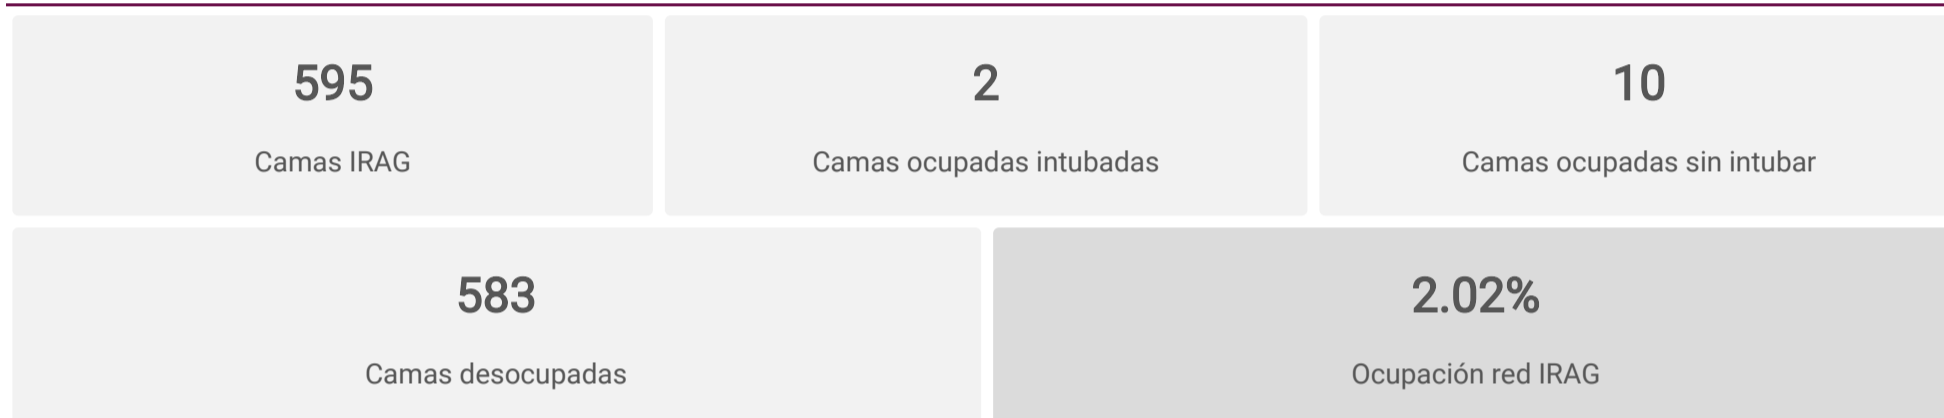 595
Camas IRAG
2
Camas ocupadas intubadas
10
Camas ocupadas sin intubar
583
Camas desocupadas
2.02%
Ocupación red IRAG